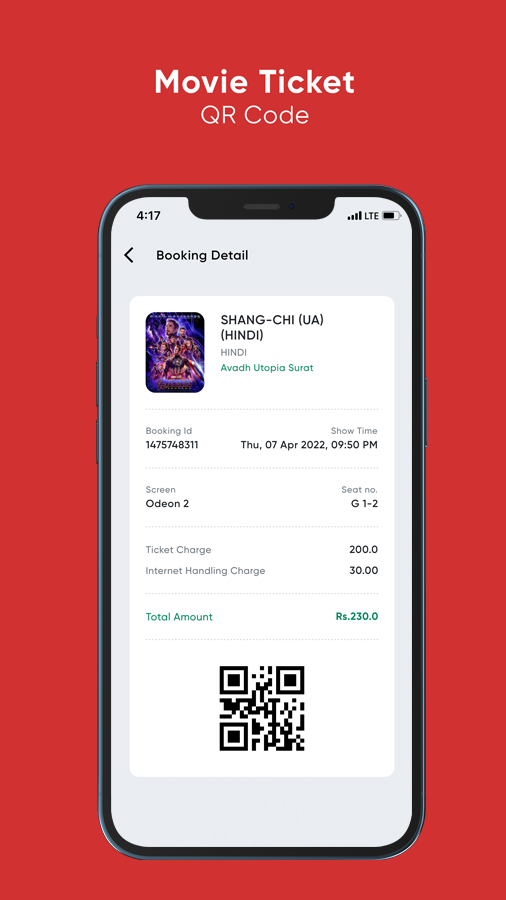 Movie Ticket
QR Code
4:17
LTE
Booking Detail
SHANG-CHI (UA)
(HINDI)
HINDI
Avadh Utopia Surat
Booking Id
Show Time
1475748311
Thu, 07 Apr 2022, 09:50 PM
Screen
Seat no.
Odeon 2
G 1-2
Ticket Charge
200.0
Internet Handling Charge
30.00
Total Amount
Rs.230.0